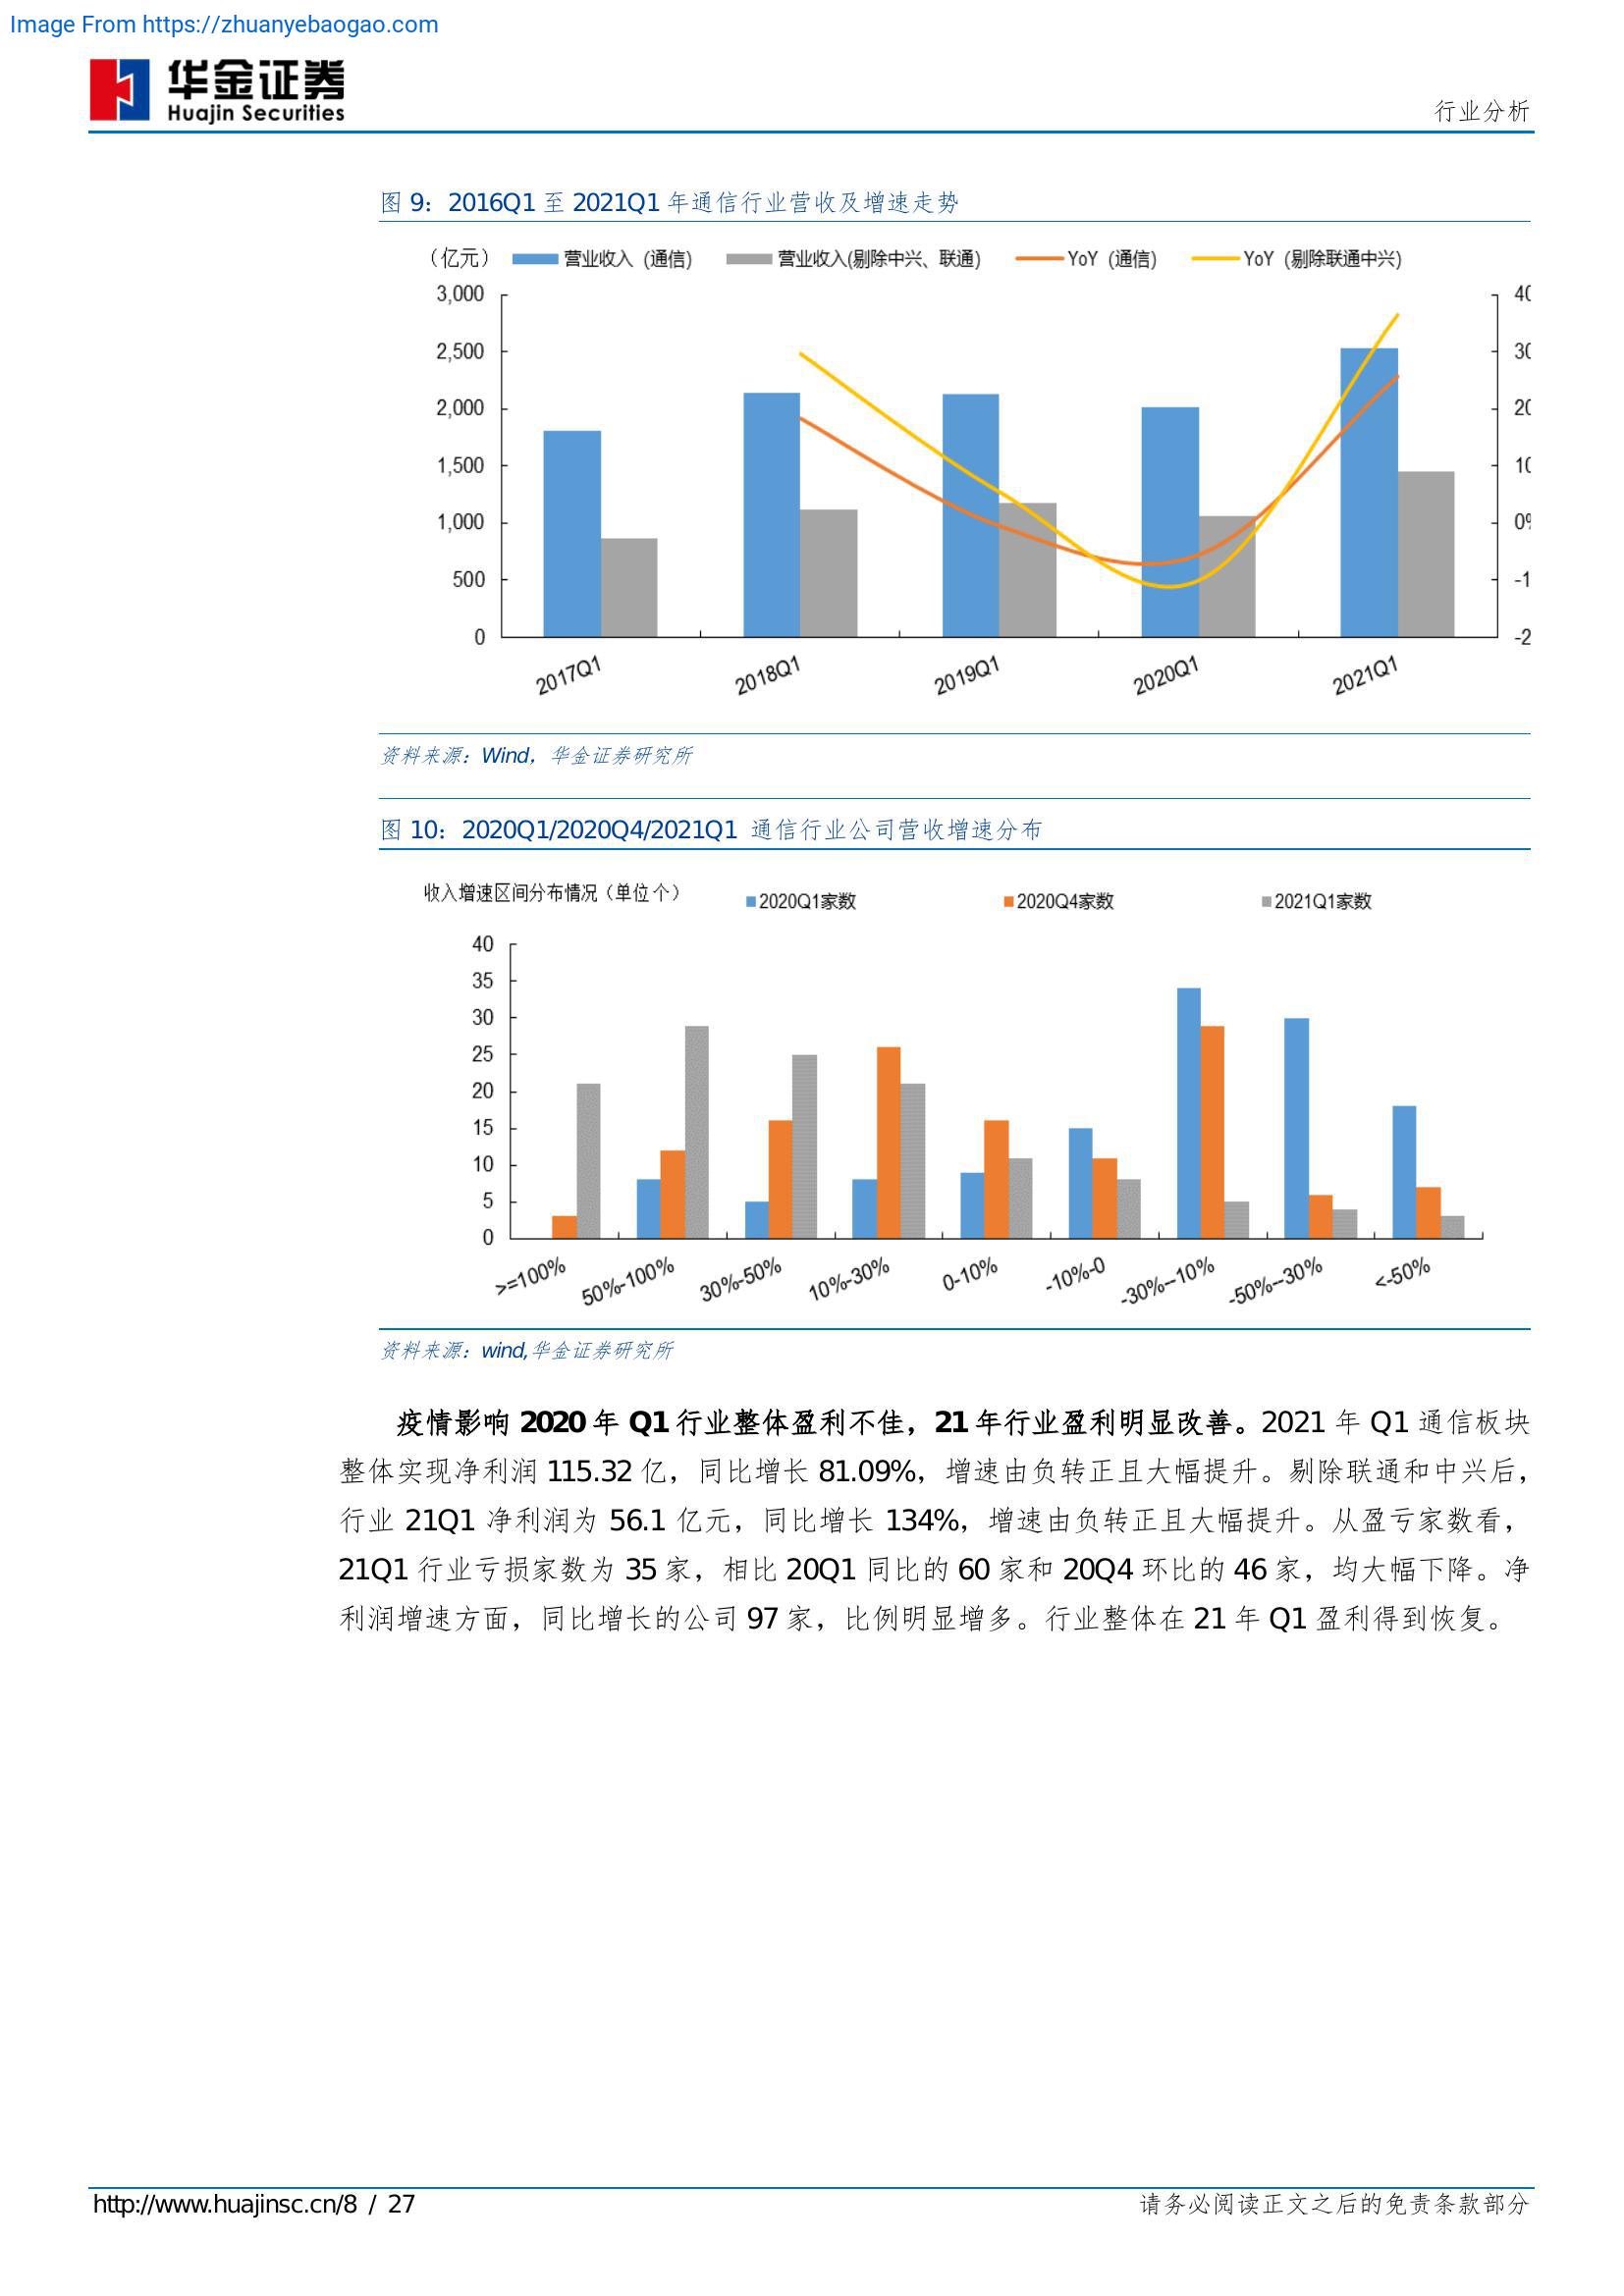 Image From https://zhuanyebaogao.com
华金证券
Huajin Securities
行业分析
图 9：2016Q1 至 2021Q1 年通信行业营收及增速走势
（亿元） 营业收入（通信) 营业收入(剔除中兴、联通) YoY（通信) YoY（剔除联通中兴)
3,000
2,500
2,000
1,500
1,000
500
0
2017Q1 2018Q1 2019Q1 2020Q1 2021Q1
资料来源：Wind，华金证券研究所
图 10：2020Q1/2020Q4/2021Q1 通信行业公司营收增速分布
收入增速区间分布情况（单位 个） 2020Q1家数 2020Q4家数 2021Q1家数
40
35
30
25
20
15
10
5
0
>=100% 50%-100% 30%-50% 10%-30% 0-10% -10%-0 -30%--10% -50%--30% <-50%
资料来源：wind,华金证券研究所
疫情影响 2020 年 Q1 行业整体盈利不佳，21 年行业盈利明显改善。2021 年 Q1 通信板块
整体实现净利润 115.32 亿，同比增长 81.09%，增速由负转正且大幅提升。剔除联通和中兴后，
行业 21Q1 净利润为 56.1 亿元，同比增长 134%，增速由负转正且大幅提升。从盈亏家数看，
21Q1 行业亏损家数为 35 家，相比 20Q1 同比的 60 家和 20Q4 环比的 46 家，均大幅下降。净
利润增速方面，同比增长的公司 97 家，比例明显增多。行业整体在 21 年 Q1 盈利得到恢复。
http://www.huajinsc.cn/8 / 27
请务必阅读正文之后的免责条款部分